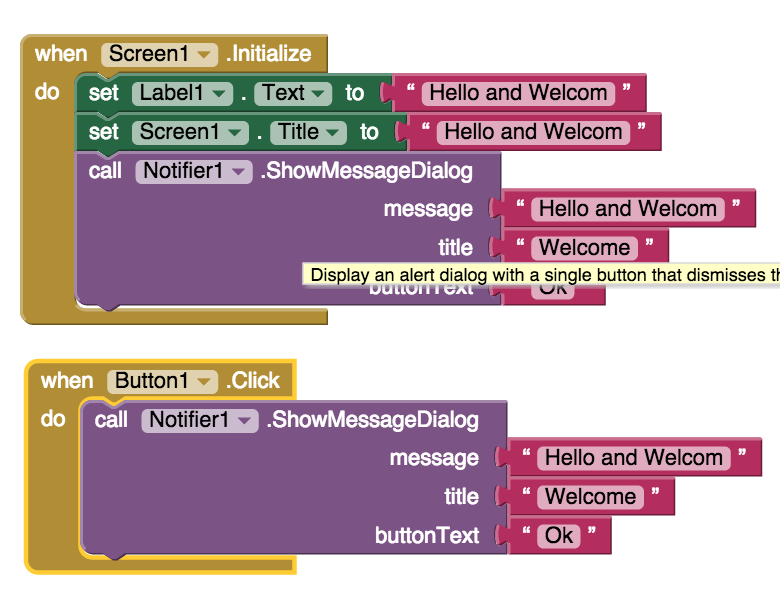 when Screen1 .Initialize
do set Label1 . Text to “ Hello and Welcom ”
set Screen1 . Title to “ Hello and Welcom ”
call Notifier1 .ShowMessageDialog
message “ Hello and Welcom ”
title “ Welcome ”
Display an alert dialog with a single button that dismisses
buttonText Ok
when Button1 .Click
do call Notifier1 .ShowMessageDialog
message “ Hello and Welcom ”
title “ Welcome ”
buttonText “ Ok ”